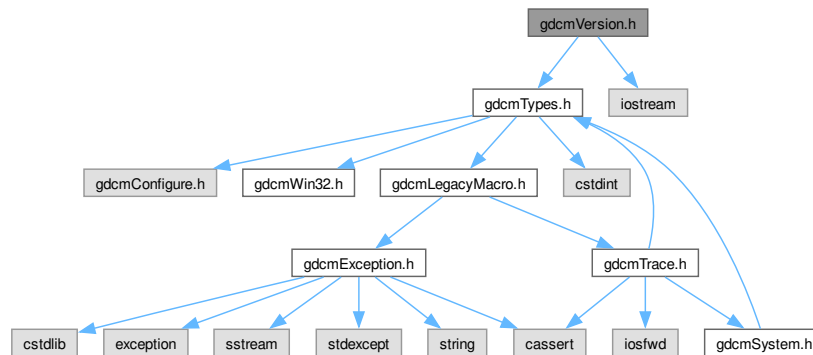 gdcmVersion.h
gdcmTypes.h
iostream
gdcmConfigure.h
gdcmWin32.h
gdcmLegacyMacro.h
cstdint
gdcmException.h
gdcmTrace.h
cstdlib
exception
sstream
stdexcept
string
cassert
iosfwd
gdcmSystem.h